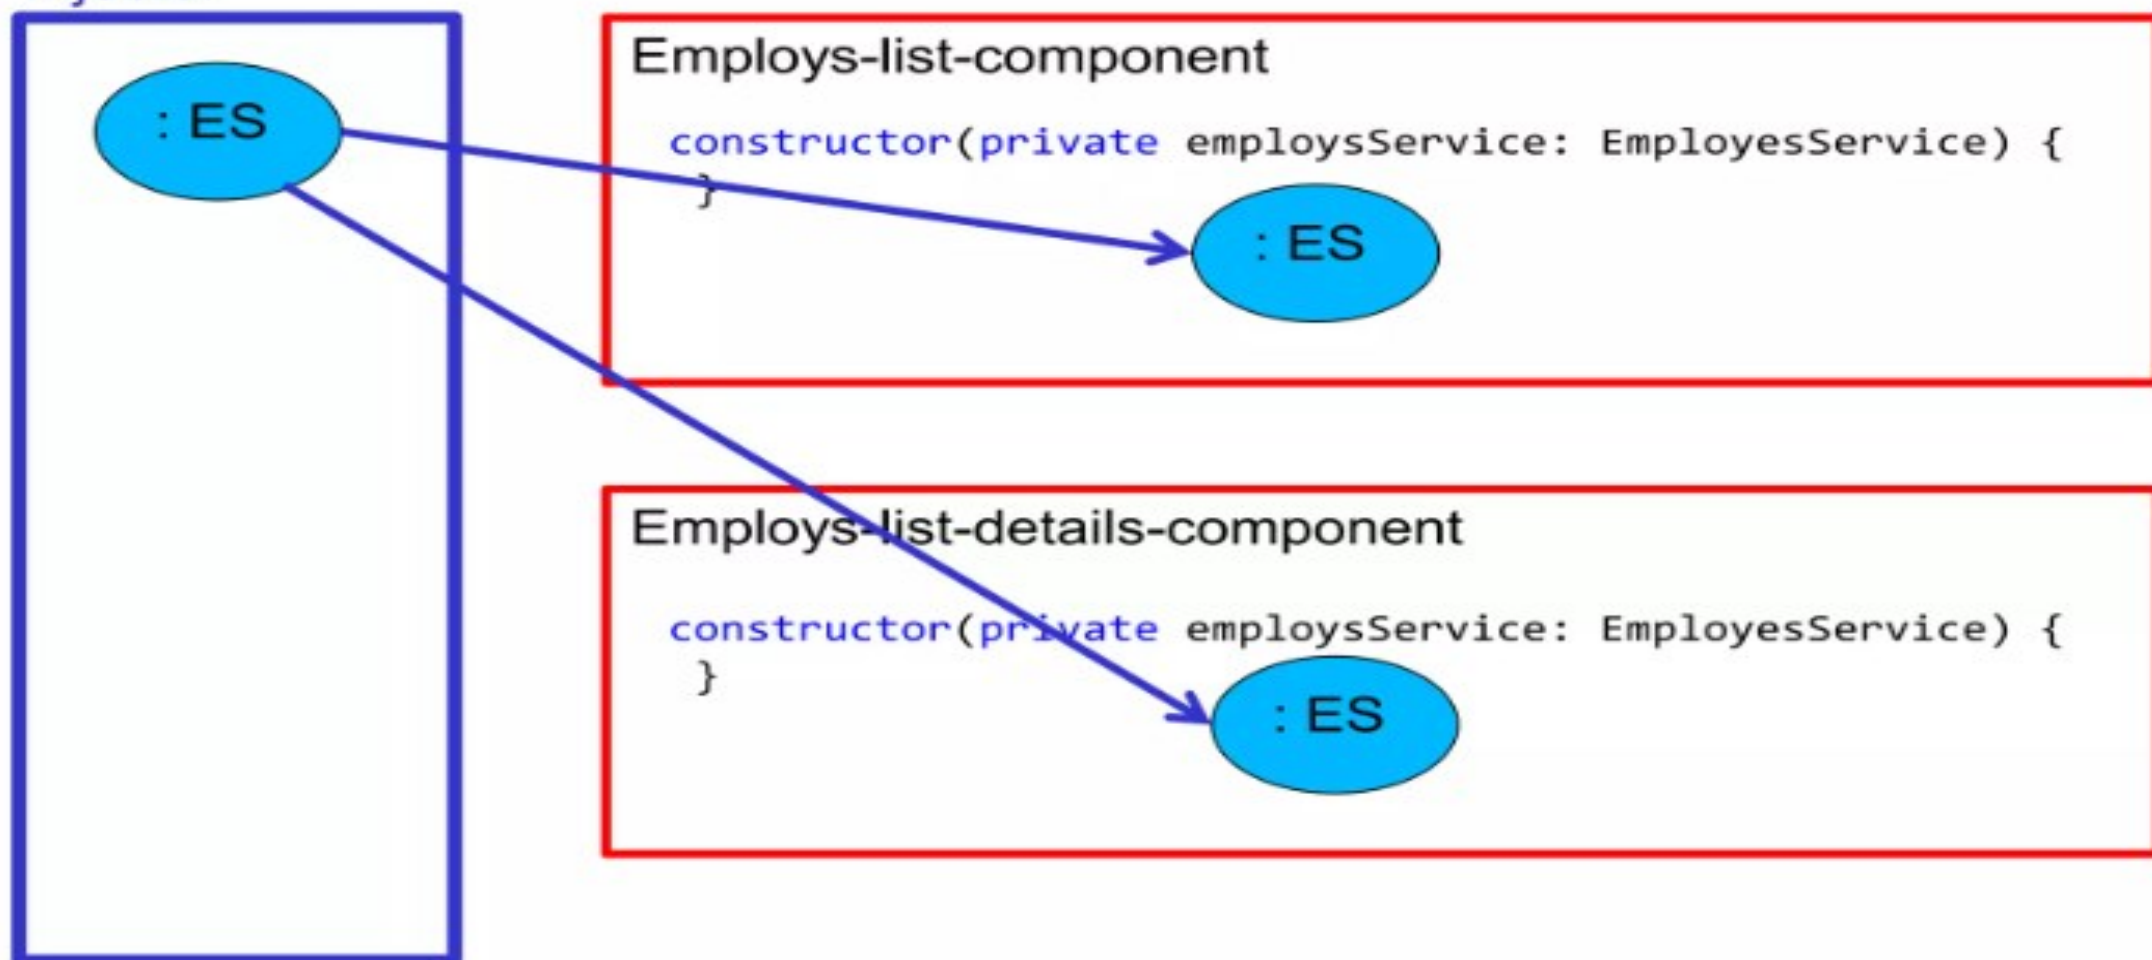 : ES
Employs-list-component
constructor(private employsService: EmployesService) {
}
: ES
Employs-list-details-component
constructor(private employsService: EmployesService) {
}
: ES